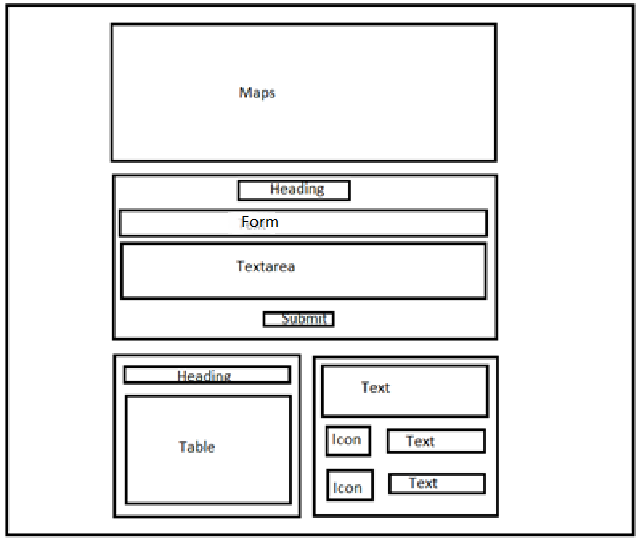 Maps
Heading
Form
Textarea
Submit
Heading
Table
Text
Icon
Text
Icon
Text